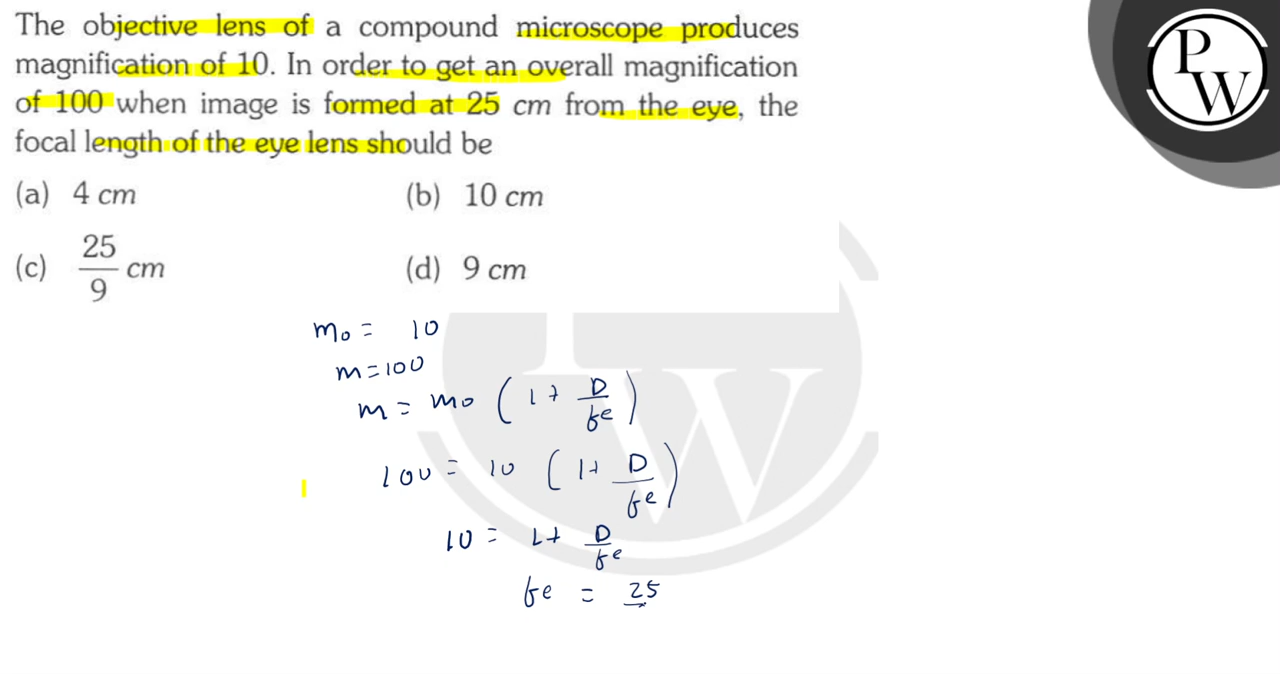 The objective lens of a compound microscope produces
magnification of 10. In order to get an overall magnification
of 100 when image is formed at 25 cm from the eye, the
focal length of the eye lens should be
(a) 4 cm (b) 10 cm
(c) 25/9 cm (d) 9 cm
mo = 10
m=100
m = mo (1+ D/fe)
100 = 10 (1+ D/fe)
10 = 1+ D/fe
fe = 25
PW